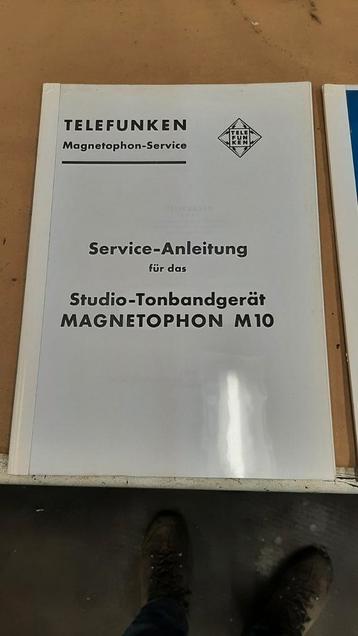 TELEFUNKEN
Magnetophon-Service
TELE
FUN
KEN
Service-Anleitung
für das
Studio-Tonbandgerät
MAGNETOPHON M10